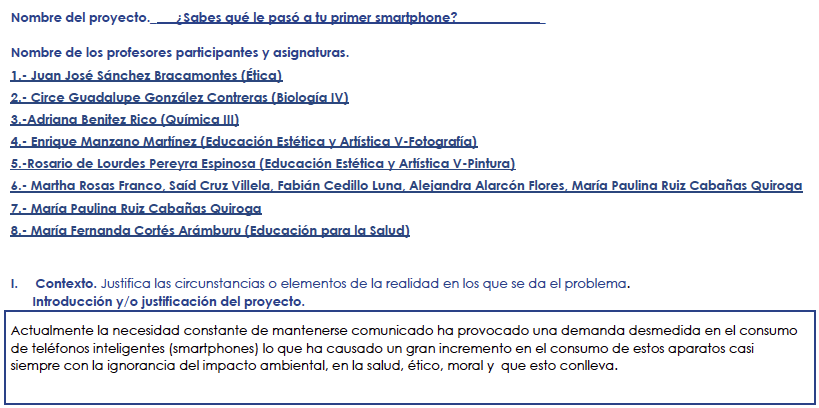 Nombre del proyecto.____¿Sabes qué le pasó a tu primer smartphone?_____________
Nombre de los profesores participantes y asignaturas.
1.- Juan José Sánchez Bracamontes (Ética)
2.- Circe Guadalupe González Contreras (Biología IV)
3.-Adriana Benitez Rico (Química III)
4.- Enrique Manzano Martínez (Educación Estética y Artística V-Fotografía)
5.-Rosario de Lourdes Pereyra Espinosa (Educación Estética y Artística V-Pintura)
6.- Martha Rosas Franco, Saíd Cruz Villela, Fabián Cedillo Luna, Alejandra Alarcón Flores, María Paulina Ruiz Cabañas Quiroga
7.- María Paulina Ruiz Cabañas Quiroga
8.- María Fernanda Cortés Arámburu (Educación para la Salud)
I. Contexto. Justifica las circunstancias o elementos de la realidad en los que se da el problema.
Introducción y/o justificación del proyecto.
Actualmente la necesidad constante de mantenerse comunicado ha provocado una demanda desmedida en el consumo
de teléfonos inteligentes (smartphones) lo que ha causado un gran incremento en el consumo de estos aparatos casi
siempre con la ignorancia del impacto ambiental, en la salud, ético, moral y que esto conlleva.